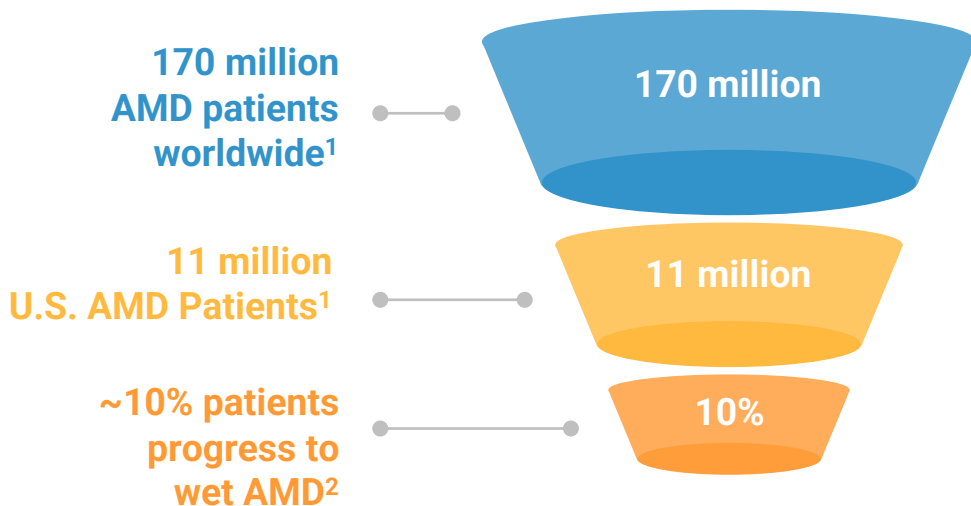 170 million
AMD patients
worldwide¹
170 million
11 million
U.S. AMD Patients¹
11 million
~10% patients
progress to
wet AMD²
10%